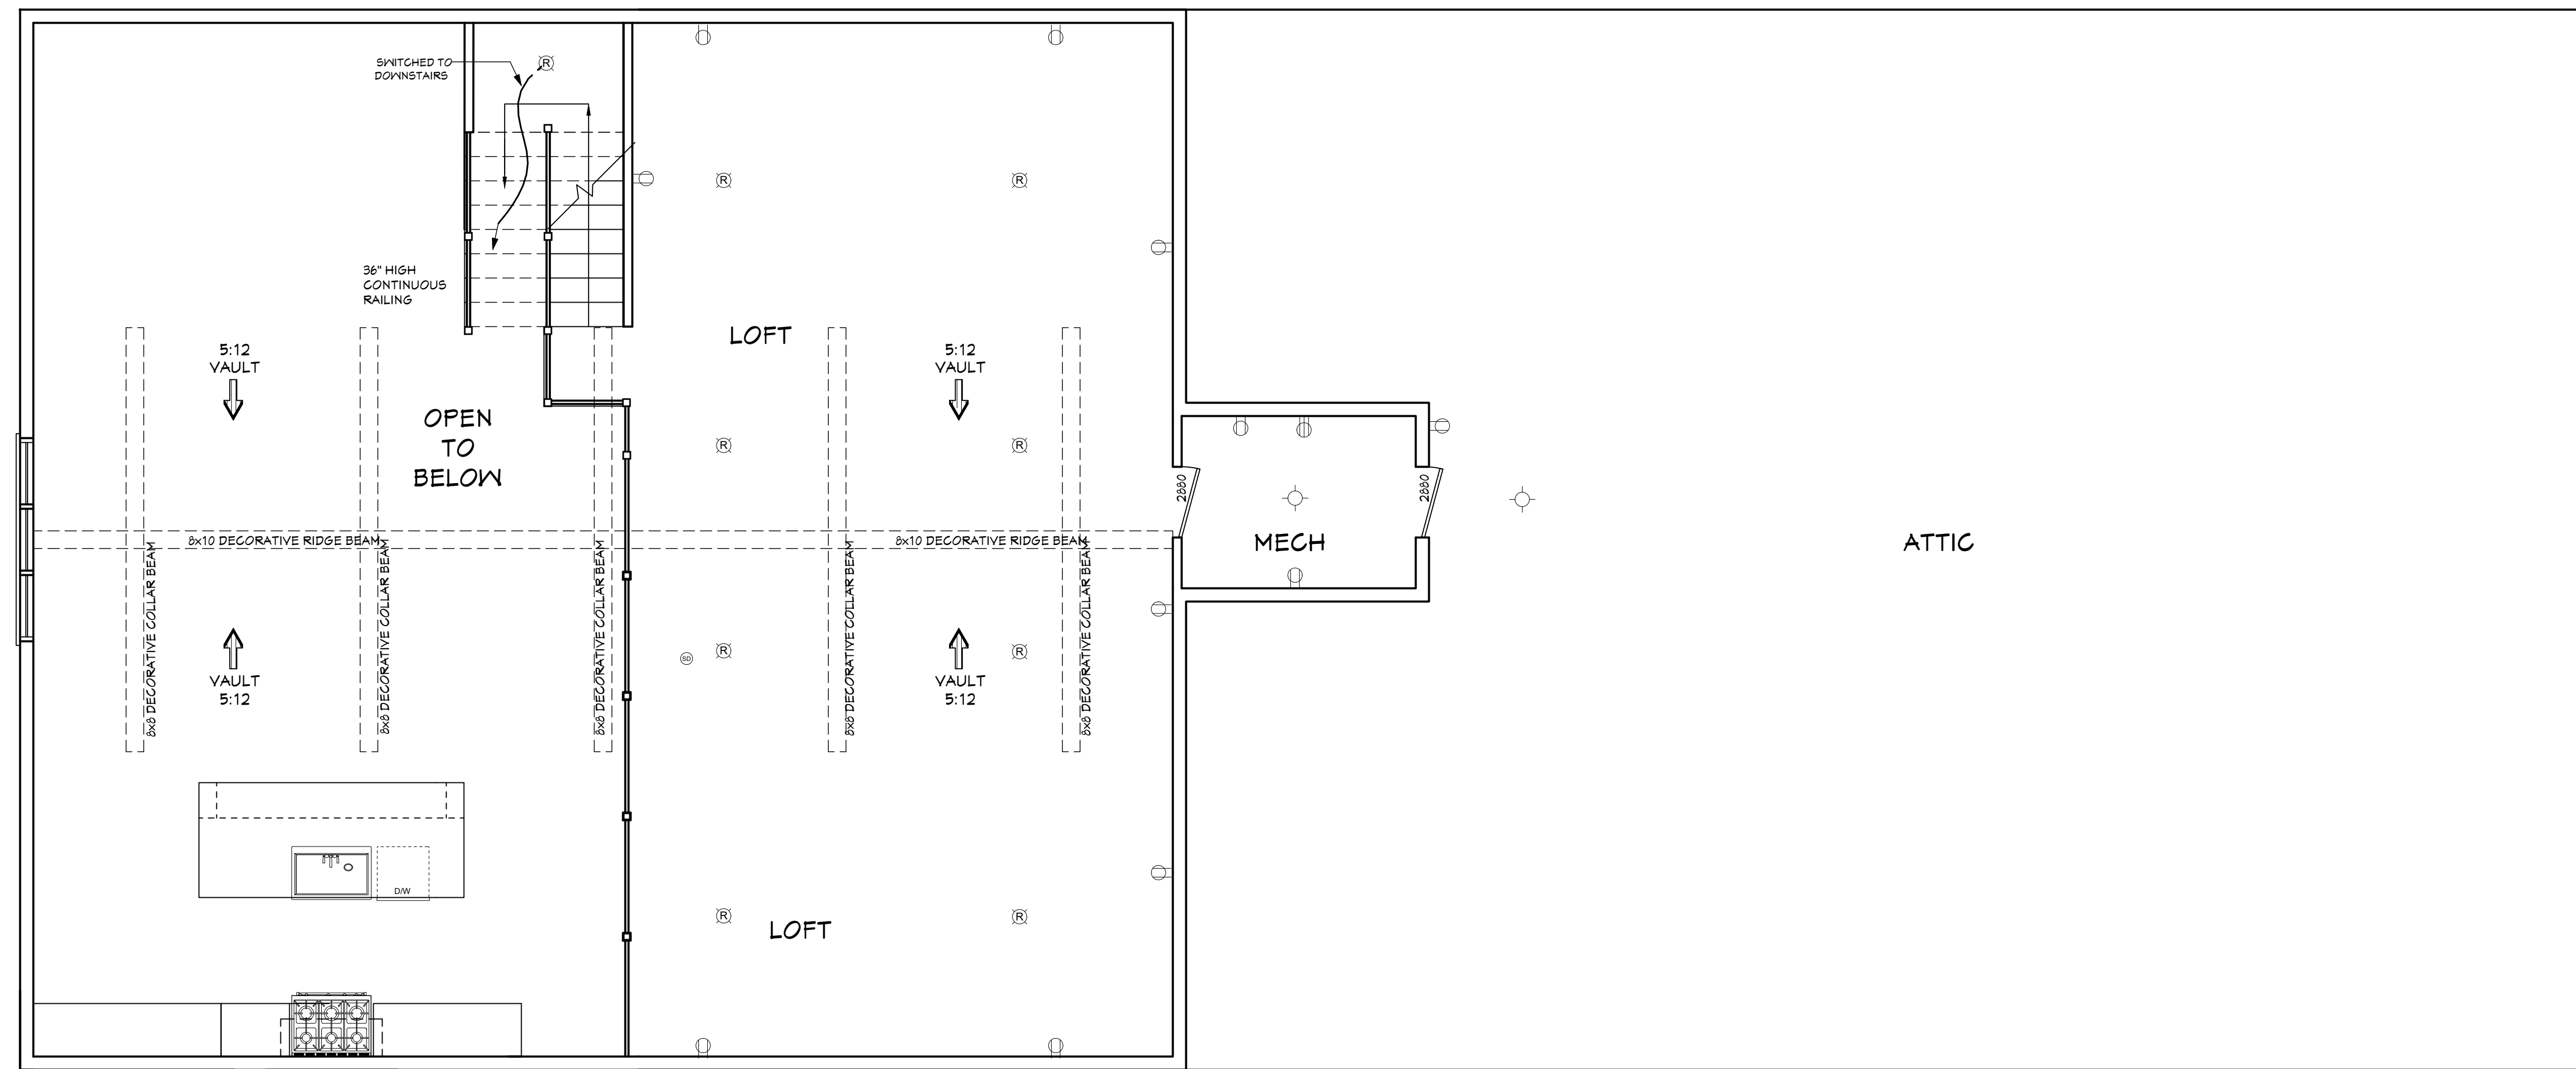 SWITCHED TO
DOWNSTAIRS
R
R
R
36" HIGH
CONTINUOUS
RAILING
LOFT
5:12
VAULT
5:12
VAULT
OPEN
TO
BELOW
R
R
2880
2880
8x10 DECORATIVE RIDGE BEAM
8x10 DECORATIVE RIDGE BEAM
MECH
ATTIC
8x8 DECORATIVE COLLAR BEAM
8x8 DECORATIVE COLLAR BEAM
8x8 DECORATIVE COLLAR BEAM
8x8 DECORATIVE COLLAR BEAM
8x8 DECORATIVE COLLAR BEAM
SD
R
R
VAULT
5:12
VAULT
5:12
D/W
R
R
LOFT